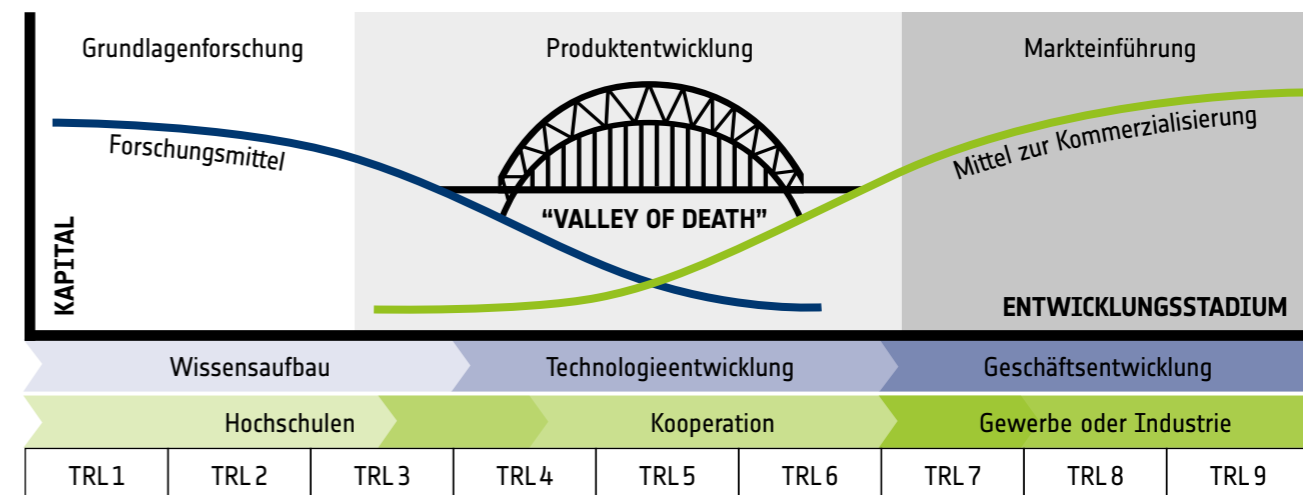 Grundlagenforschung
Produktentwicklung
Markteinführung
Forschungsmittel
Mittel zur Kommerzialisierung
“VALLEY OF DEATH”
KAPITAL
ENTWICKLUNGSSTADIUM
Wissensaufbau
Technologieentwicklung
Geschäftsentwicklung
Hochschulen
Kooperation
Gewerbe oder Industrie
TRL 1
TRL 2
TRL 3
TRL 4
TRL 5
TRL 6
TRL 7
TRL 8
TRL 9